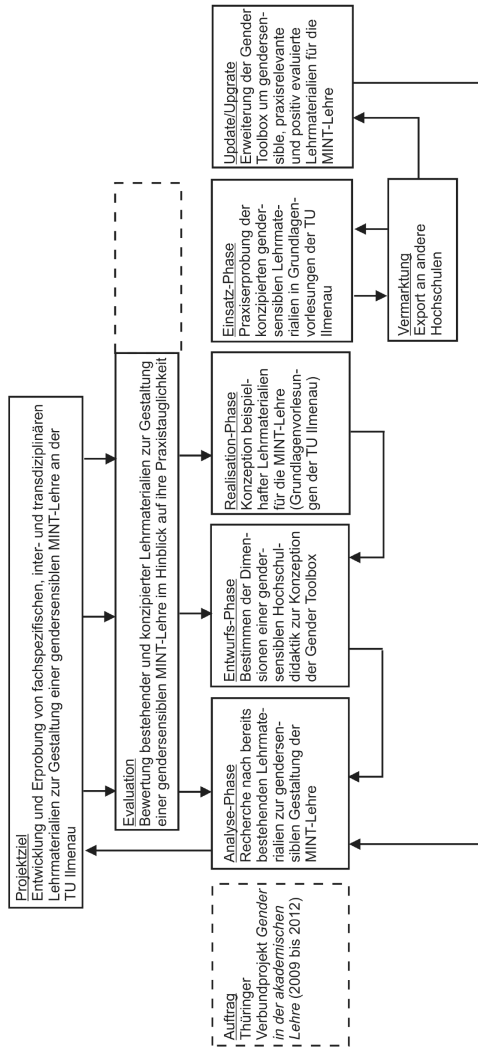 Projektziel
Entwicklung und Erprobung von fachspezifischen, inter- und transdiziplinären
Lehrmaterialien zur Gestaltung einer gendersensiblen MINT-Lehre an der
TU Ilmenau
Evaluation
Bewertung bestehender und konzipierter Lehrmaterialien zur Gestaltung
einer gendersensiblen MINT-Lehre im Hinblick auf ihre Praxistauglichkeit
Auftrag
Thüringer
Verbundprojekt Gender
in der akademischen
Lehre (2009 bis 2012)
Analyse-Phase
Recherche nach bereits
bestehenden Lehrmate-
rialien zur gendersen-
siblen Gestaltung der
MINT-Lehre
Entwurfs-Phase
Bestimmen der Dimen-
sionen einer gender-
sensiblen Hochschul-
didaktik zur Konzeption
der Gender Toolbox
Realisation-Phase
Konzeption beispiel-
hafter Lehrmaterialien
für die MINT-Lehre
(Grundlagenvorlesun-
gen der TU Ilmenau)
Einsatz-Phase
Praxiserprobung der
konzipierten gender-
sensiblen Lehrmate-
rialien in Grundlagen-
vorlesungen der TU
Ilmenau
Update/Upgrate
Erweiterung der Gender
Toolbox um gendersen-
sible, praxisrelevante
und positiv evaluierte
Lehrmaterialien für die
MINT-Lehre
Vermarktung
Export an andere
Hochschulen